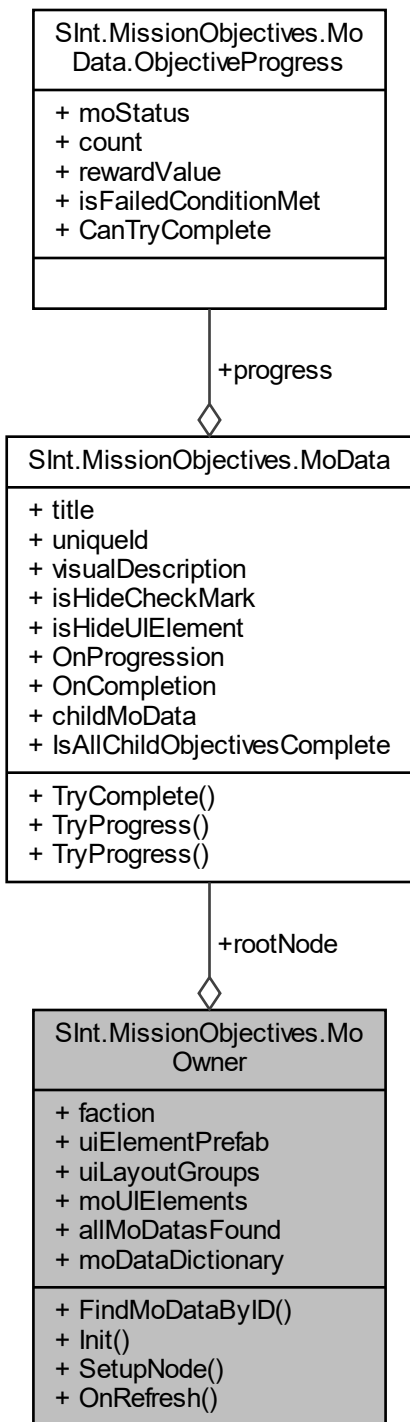 SInt.MissionObjectives.Mo
Data.ObjectiveProgress
+ moStatus
+ count
+ rewardValue
+ isFailedConditionMet
+ CanTryComplete
+progress
SInt.MissionObjectives.MoData
+ title
+ uniqueId
+ visualDescription
+ isHideCheckMark
+ isHideUIElement
+ OnProgression
+ OnCompletion
+ childMoData
+ IsAllChildObjectivesComplete
+ TryComplete()
+ TryProgress()
+ TryProgress()
+rootNode
SInt.MissionObjectives.Mo
Owner
+ faction
+ uiElementPrefab
+ uiLayoutGroups
+ moUIElements
+ allMoDatasFound
+ moDataDictionary
+ FindMoDataByID()
+ Init()
+ SetupNode()
+ OnRefresh()